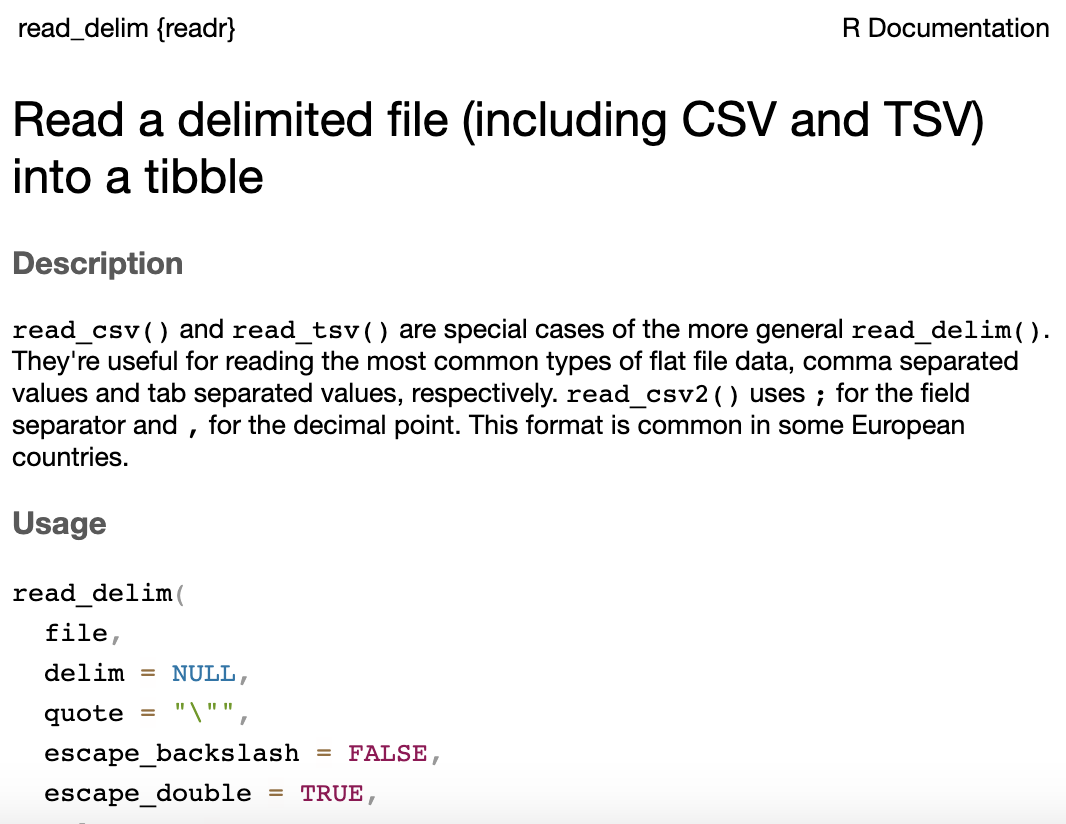 read_delim {readr}
R Documentation
Read a delimited file (including CSV and TSV)
into a tibble
Description
read_csv() and read_tsv() are special cases of the more general read_delim().
They're useful for reading the most common types of flat file data, comma separated
values and tab separated values, respectively. read_csv2() uses ; for the field
separator and , for the decimal point. This format is common in some European
countries.
Usage
read_delim(
  file,
  delim = NULL,
  quote = "\"",
  escape_backslash = FALSE,
  escape_double = TRUE,